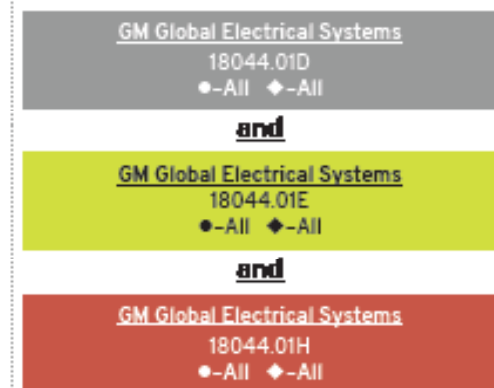 GM Global Electrical Systems
18044.01D
●-All ◆-All
and
GM Global Electrical Systems
18044.01E
●-All ◆-All
and
GM Global Electrical Systems
18044.01H
●-All ◆-All